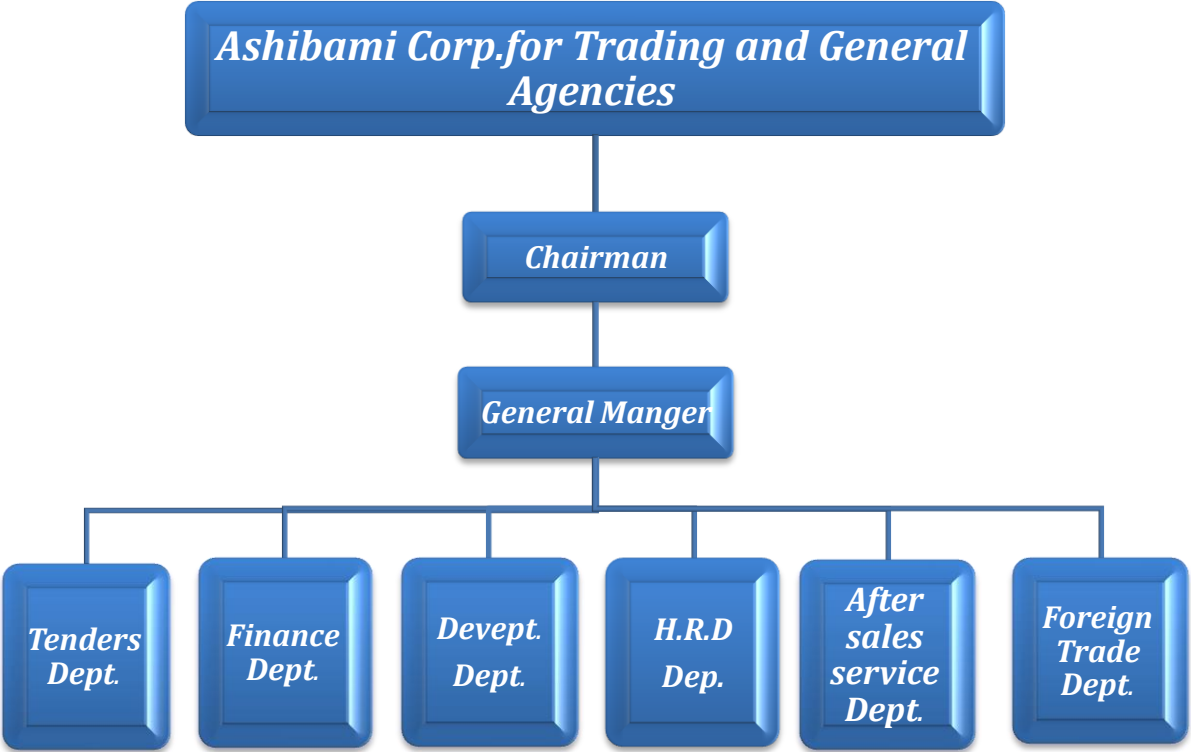 Ashibami Corp.for Trading and General
Agencies
Chairman
General Manger
Tenders
Dept.
Finance
Dept.
Devept.
Dept.
H.R.D
Dep.
After
sales
service
Dept.
Foreign
Trade
Dept.